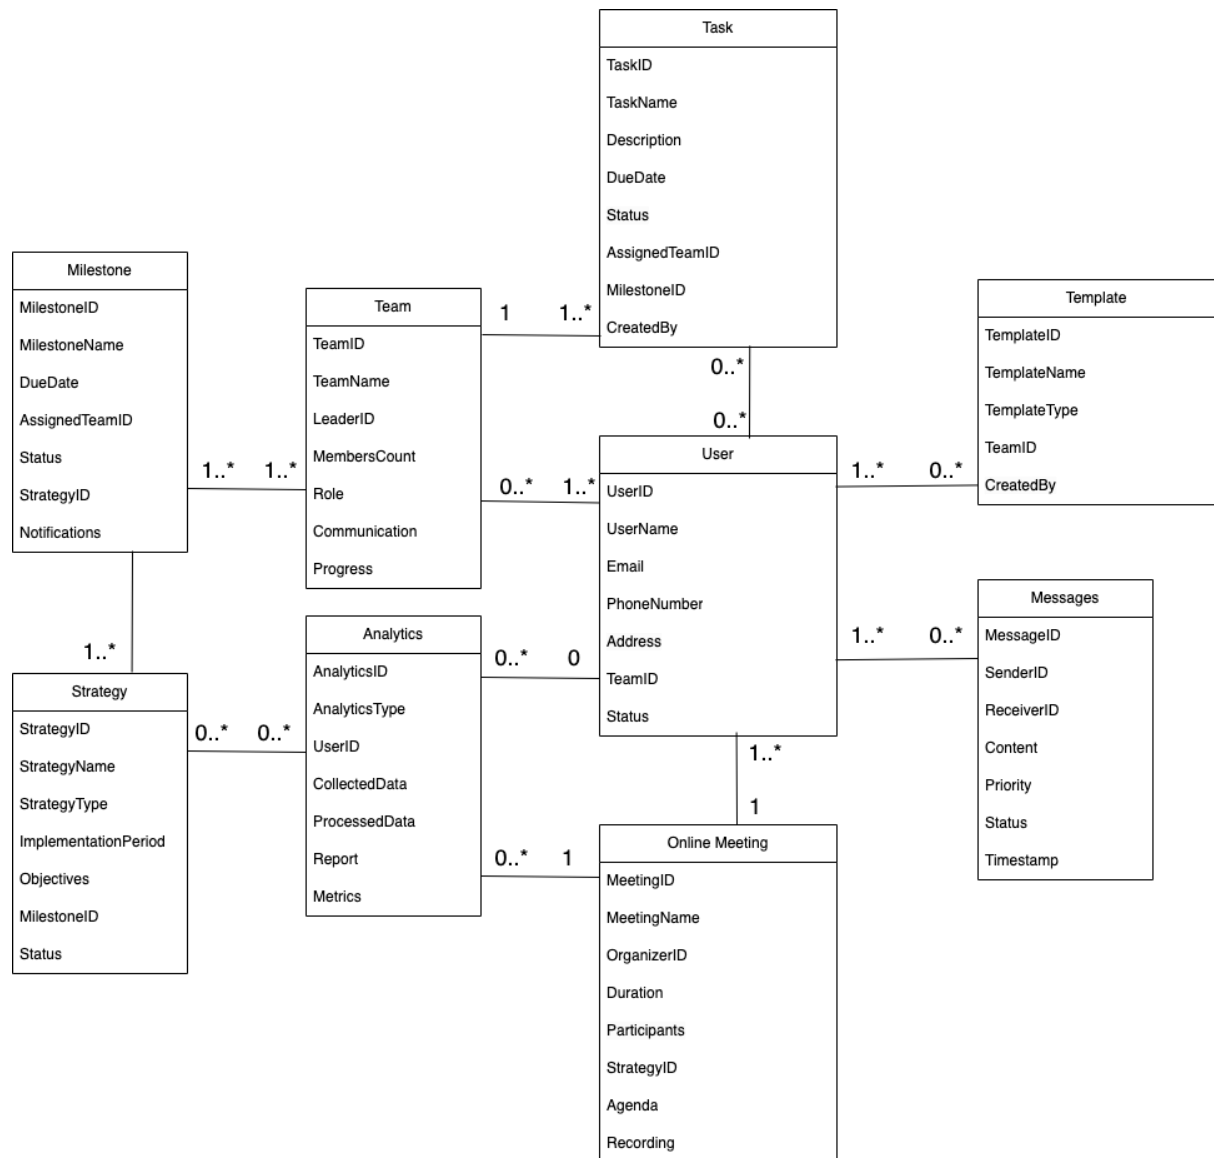 Task
TaskID
TaskName
Description
DueDate
Status
AssignedTeamID
MilestoneID
CreatedBy
Milestone
MilestoneID
MilestoneName
DueDate
AssignedTeamID
Status
StrategyID
Notifications
Team
TeamID
TeamName
LeaderID
MembersCount
Role
Communication
Progress
1 1..*
0..*
0..*
Template
TemplateID
TemplateName
TemplateType
TeamID
CreatedBy
1..* 1..*
0..* 1..*
User
UserID
UserName
Email
PhoneNumber
Address
TeamID
Status
1..* 0..*
Messages
MessageID
SenderID
ReceiverID
Content
Priority
Status
Timestamp
1..* 0..*
1..*
Strategy
StrategyID
StrategyName
StrategyType
ImplementationPeriod
Objectives
MilestoneID
Status
0..* 0..*
Analytics
AnalyticsID
AnalyticsType
UserID
CollectedData
ProcessedData
Report
Metrics
0..* 0
0..* 1
1..*
1
Online Meeting
MeetingID
MeetingName
OrganizerID
Duration
Participants
StrategyID
Agenda
Recording